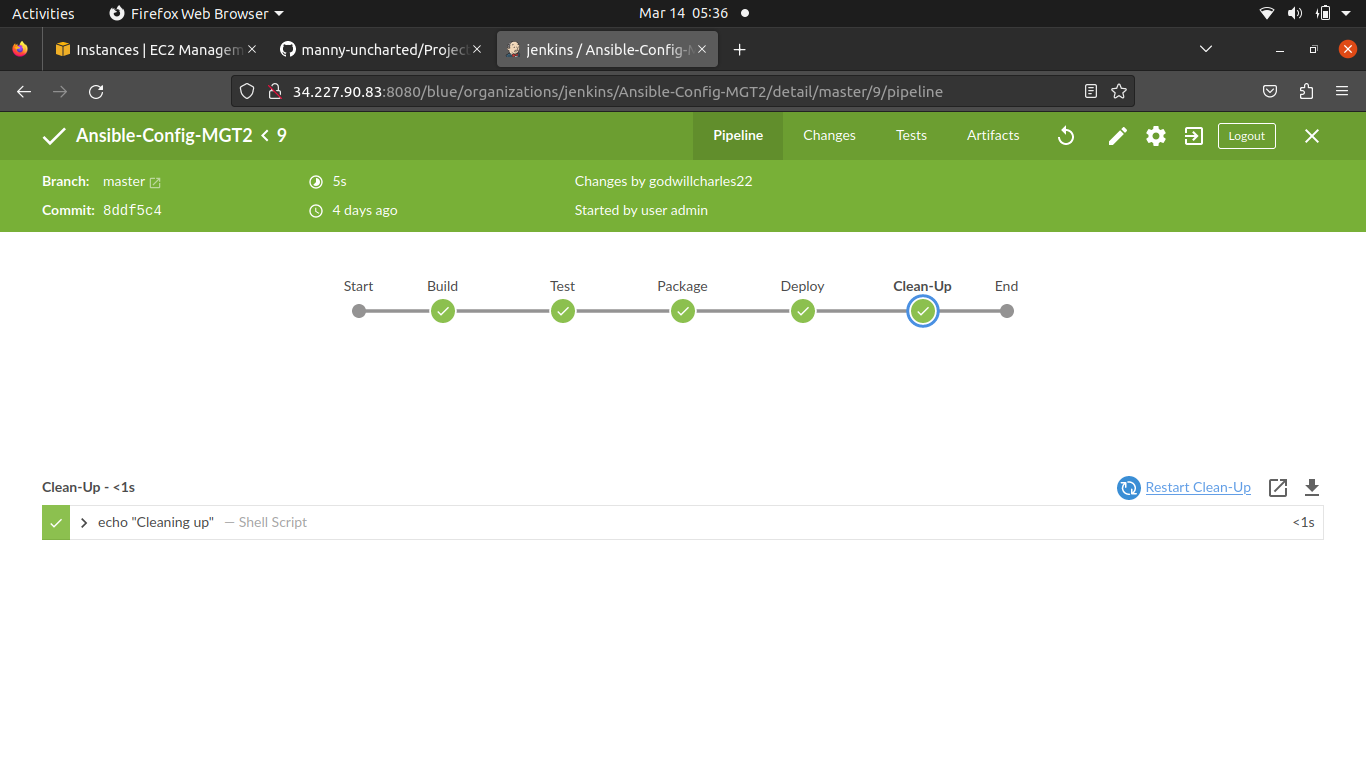 Activities Firefox Web Browser Mar 14 05:36
Instances | EC2 Managem manny-uncharted/Projec jenkins / Ansible-Config-M
34.227.90.83:8080/blue/organizations/jenkins/Ansible-Config-MGT2/detail/master/9/pipeline
Ansible-Config-MGT2 < 9 Pipeline Changes Tests Artifacts Logout
Branch: master 5s Changes by godwillcharles22
Commit: 8ddf5c4 4 days ago Started by user admin
Start Build Test Package Deploy Clean-Up End
Clean-Up - <1s Restart Clean-Up
echo "Cleaning up" — Shell Script <1s